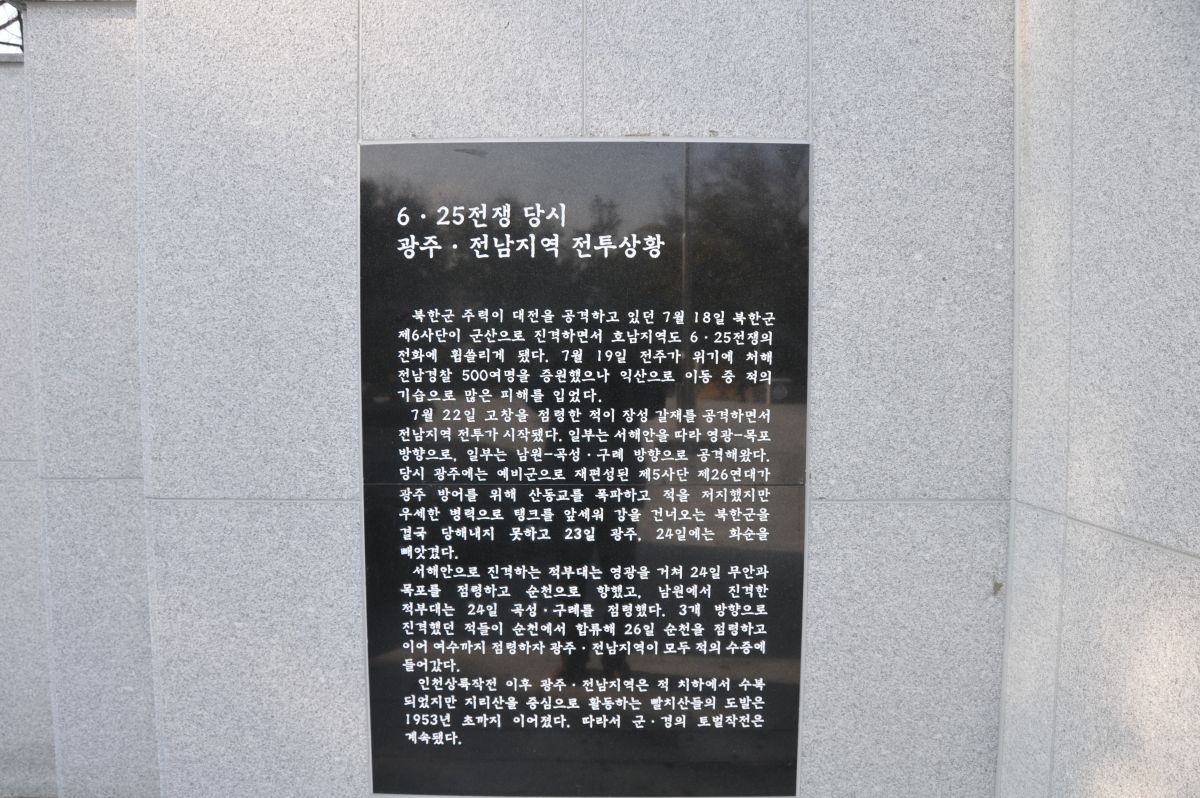 6·25전쟁 당시
광주·전남지역 전투상황
북한군 주력이 대전을 공격하고 있던 7월 18일 북한군
제6사단이 군산으로 진격하면서 호남지역도 6·25전쟁의
전화에 휩쓸리게 됐다. 7월 19일 전주가 위기에 처해
전남경찰 500여명을 증원했으나 익산으로 이동 중 적의
기습으로 많은 피해를 입었다.
7월 22일 고창을 점령한 적이 장성 갈재를 공격하면서
전남지역 전투가 시작됐다. 일부는 서해안을 따라 영광-목포
방향으로, 일부는 남원-곡성·구례 방향으로 공격해왔다.
당시 광주에는 예비군으로 재편성된 제5사단 제26연대가
광주 방어를 위해 산동교를 폭파하고 적을 저지했지만
우세한 병력으로 탱크를 앞세워 강을 건너오는 북한군을
결국 당해내지 못하고 23일 광주, 24일에는 화순을
빼앗겼다.
서해안으로 진격하는 적부대는 영광을 거쳐 24일 무안과
목포를 점령하고 순천으로 향했고, 남원에서 진격한
적부대는 24일 곡성·구례를 점령했다. 3개 방향으로
진격했던 적들이 순천에서 합류해 26일 순천을 점령하고
이어 여수까지 점령하자 광주·전남지역이 모두 적의 수중에
들어갔다.
인천상륙작전 이후 광주·전남지역은 적 치하에서 수복
되었지만 지리산을 중심으로 활동하는 빨치산들의 도발은
1953년 초까지 이어졌다. 따라서 군·경의 토벌작전은
계속됐다.